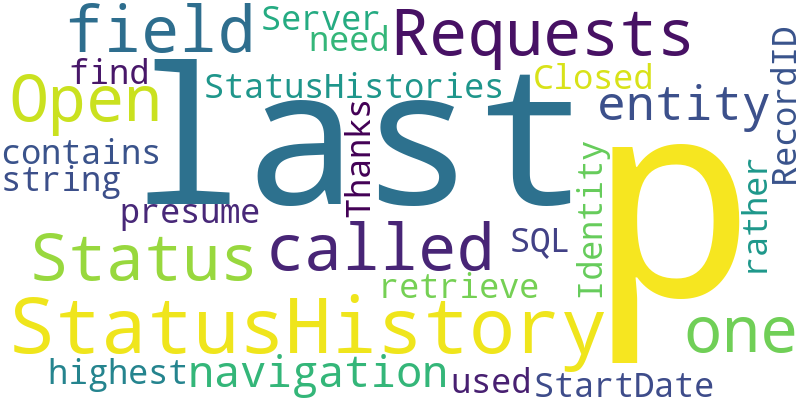 field
Server
need
Requests
find
last
StatusHistories
Closed
RecordID
Open
entity
contains
string
Thanks
p
presume
Identity
rather
Status
called
SQL
retrieve
StatusHistory
one
highest
navigation
used
StartDate